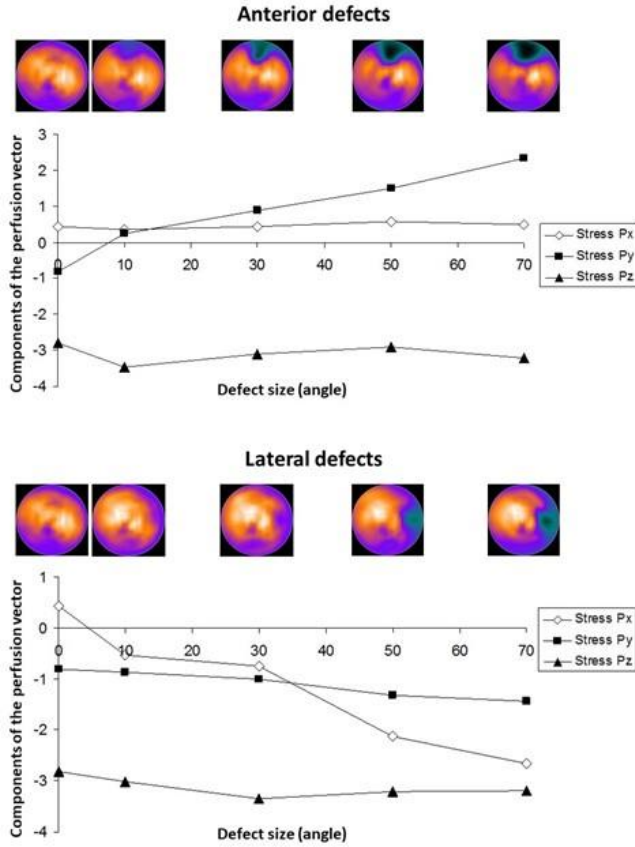 Anterior defects
Components of the perfusion vector
3
2
1
0
-1
-2
-3
-4
0 10 20 30 40 50 60 70
Defect size (angle)
Stress Px
Stress Py
Stress Pz
Lateral defects
Components of the perfusion vector
1
0
-1
-2
-3
-4
0 10 20 30 40 50 60 70
Defect size (angle)
Stress Px
Stress Py
Stress Pz